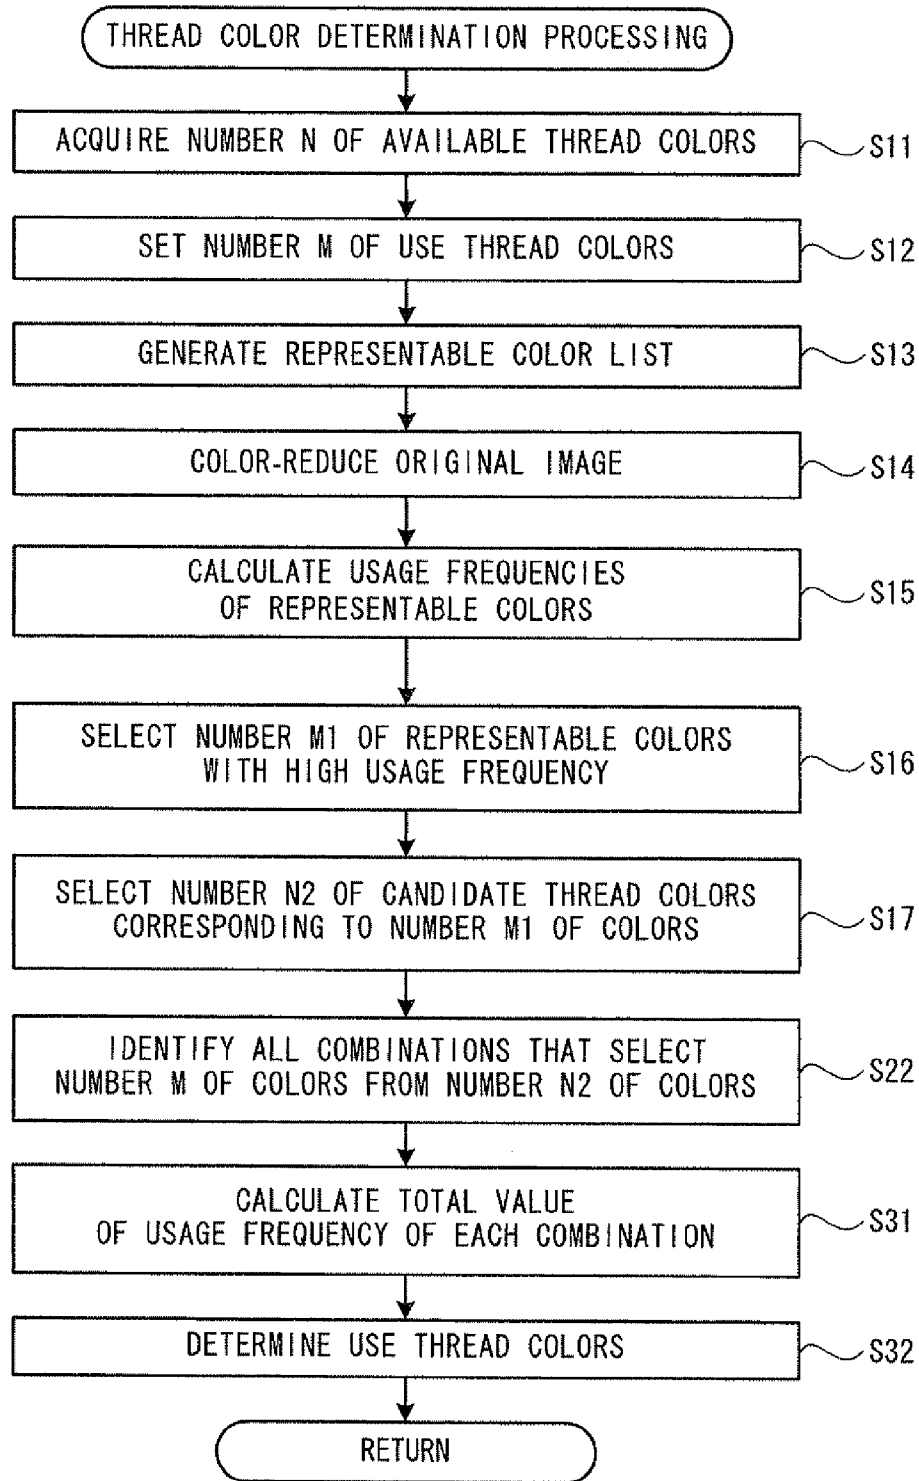 THREAD COLOR DETERMINATION PROCESSING
ACQUIRE NUMBER N OF AVAILABLE THREAD COLORS
S11
SET NUMBER M OF USE THREAD COLORS
S12
GENERATE REPRESENTABLE COLOR LIST
S13
COLOR-REDUCE ORIGINAL IMAGE
S14
CALCULATE USAGE FREQUENCIES
OF REPRESENTABLE COLORS
S15
SELECT NUMBER M1 OF REPRESENTABLE COLORS
WITH HIGH USAGE FREQUENCY
S16
SELECT NUMBER N2 OF CANDIDATE THREAD COLORS
CORRESPONDING TO NUMBER M1 OF COLORS
S17
IDENTIFY ALL COMBINATIONS THAT SELECT
NUMBER M OF COLORS FROM NUMBER N2 OF COLORS
S22
CALCULATE TOTAL VALUE
OF USAGE FREQUENCY OF EACH COMBINATION
S31
DETERMINE USE THREAD COLORS
S32
RETURN